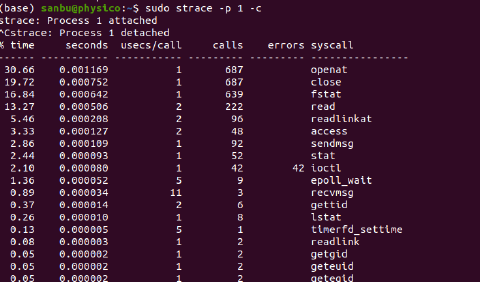 (base) sanbu@physico:~$ sudo strace -p 1 -c
strace: Process 1 attached
^Cstrace: Process 1 detached
% time     seconds  usecs/call     calls    errors syscall
------ ----------- ----------- --------- --------- ----------------
 30.66    0.001169           1       687           openat
 19.72    0.000752           1       687           close
 16.84    0.000642           1       639           fstat
 13.27    0.000506           2       222           read
  5.46    0.000208           2        96           readlinkat
  3.33    0.000127           2        48           access
  2.86    0.000109           1        92           sendmsg
  2.44    0.000093           1        52           stat
  2.10    0.000080           1        42        42 ioctl
  1.36    0.000052           5         9           epoll_wait
  0.89    0.000034          11         3           recvmsg
  0.37    0.000014           2         6           gettid
  0.26    0.000010           1         8           lstat
  0.13    0.000005           5         1           timerfd_settime
  0.08    0.000003           1         2           readlink
  0.05    0.000002           1         2           getgid
  0.05    0.000002           1         2           geteuid
  0.05    0.000002           1         2           getegid